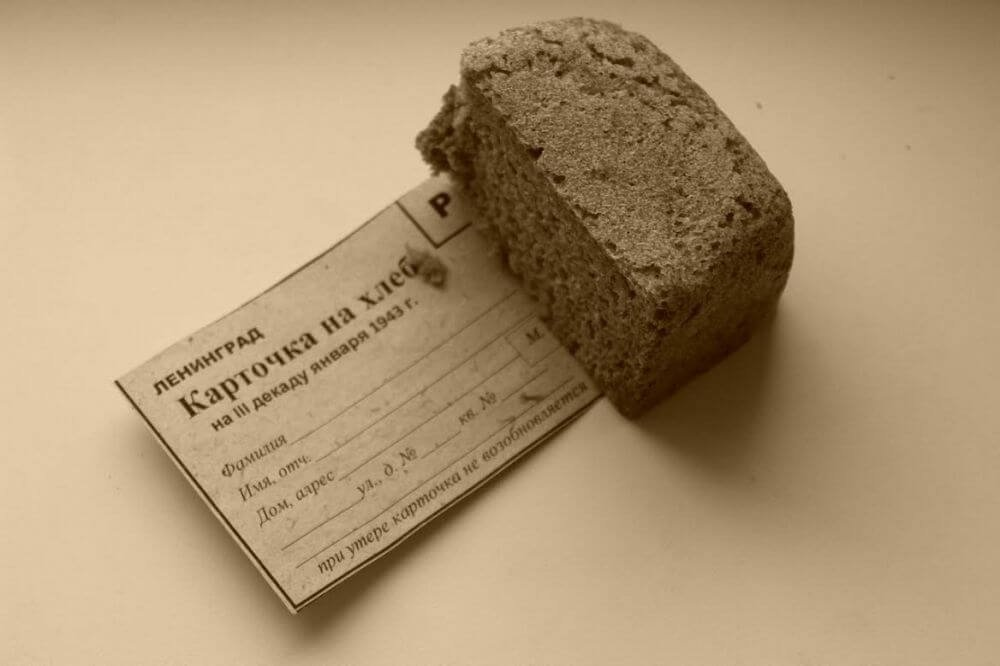 Р
ЛЕНИНГРАД
Карточка на хлеб
на III декаду января 1943 г.
Фамилия
Имя, отч.
М.
Дом, адрес
ул., д. № кв. №
при утере карточка не возобновляется